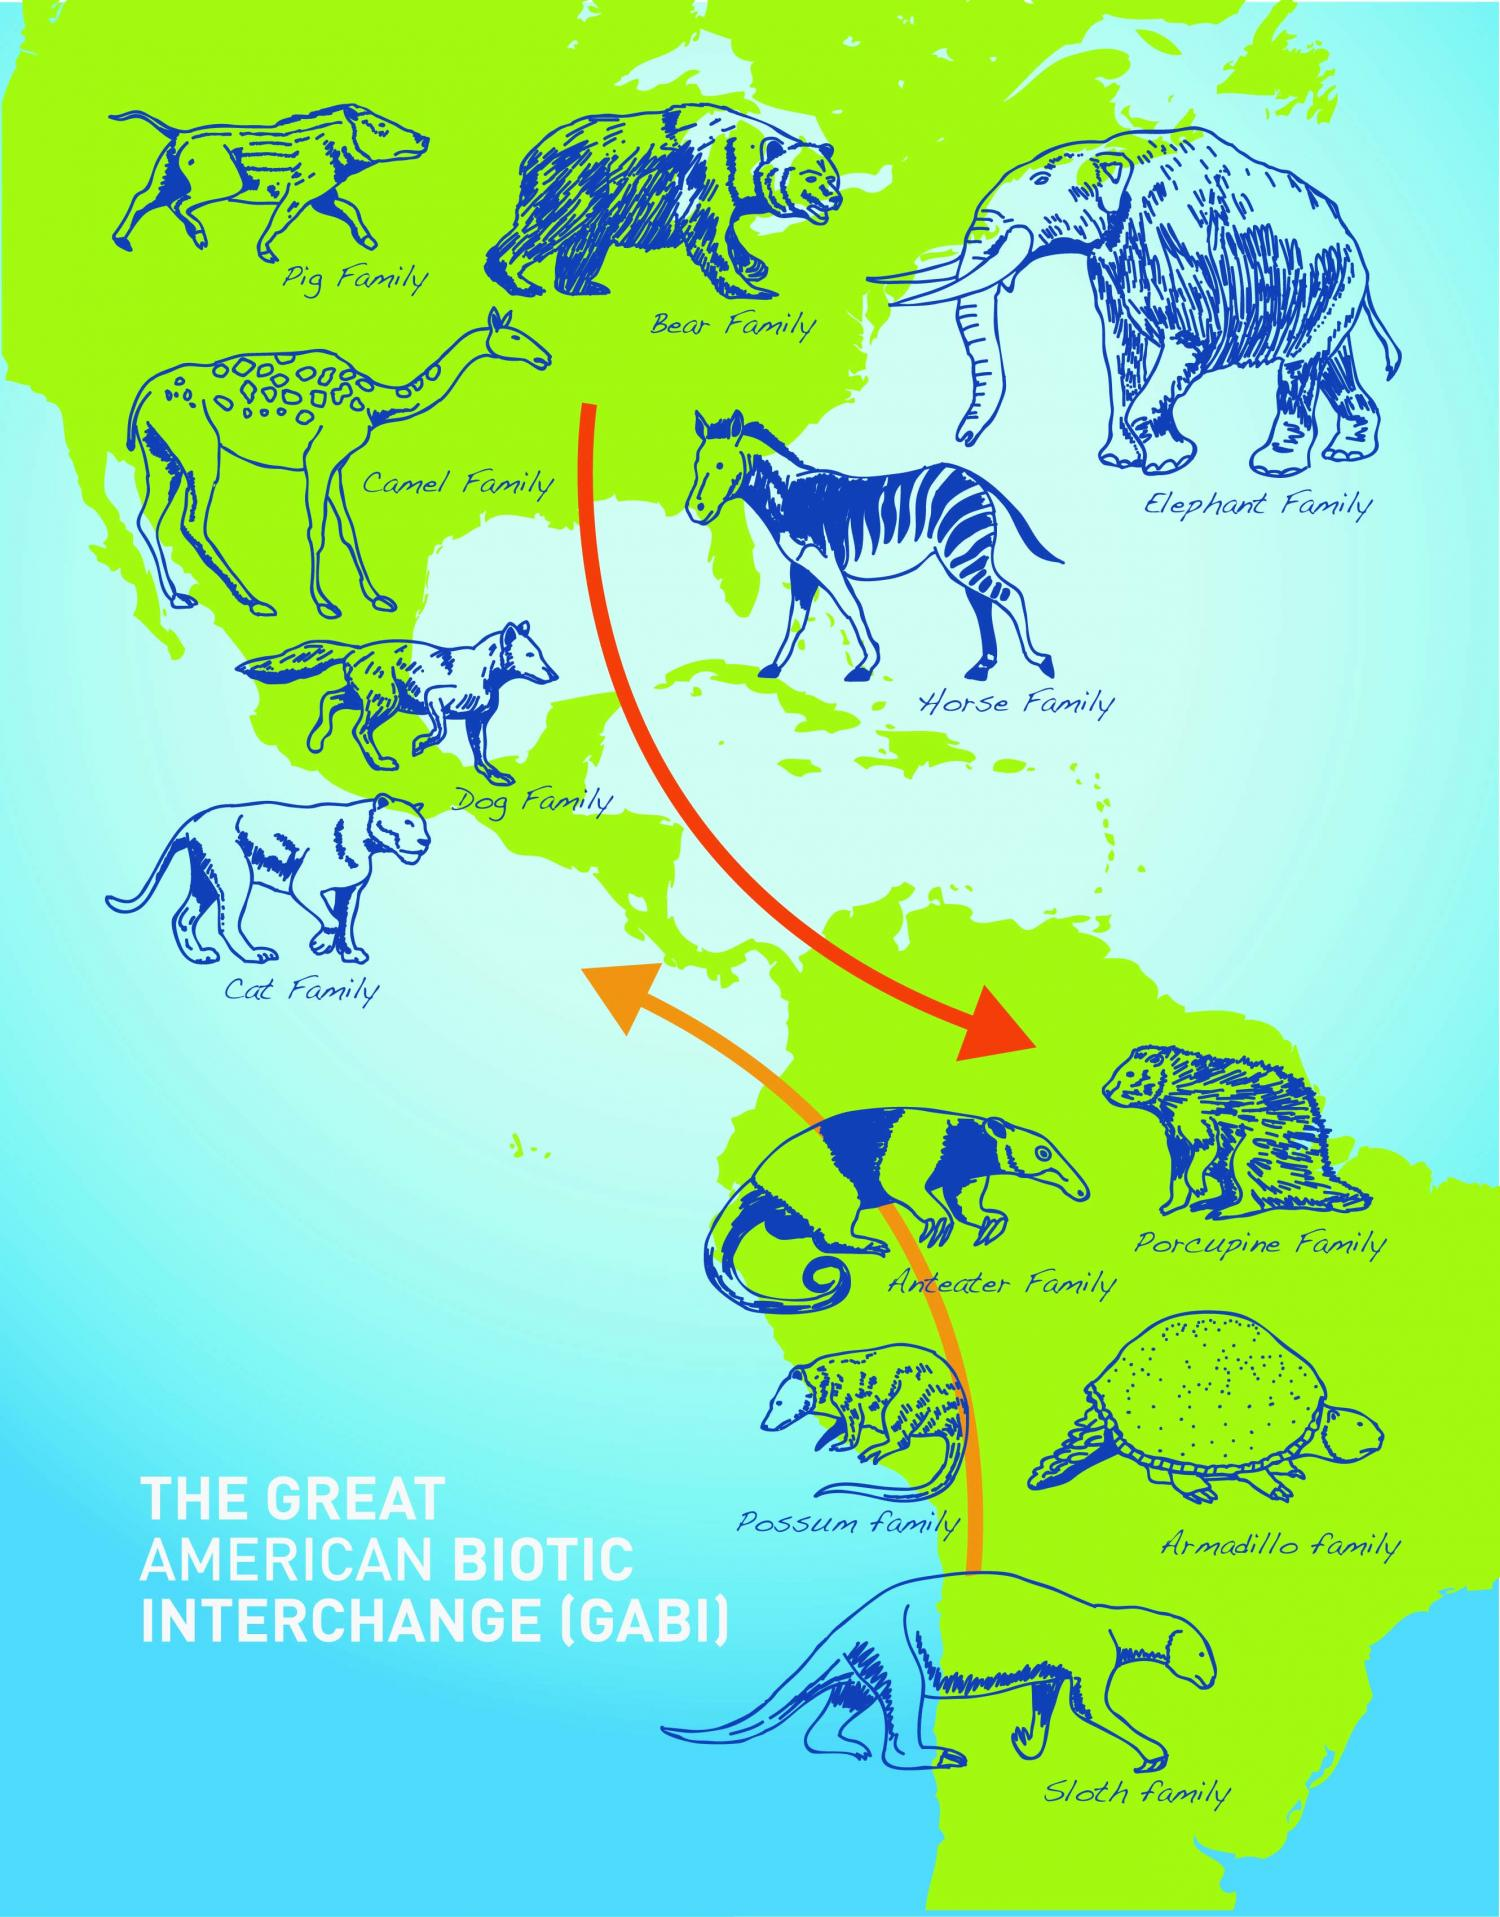 Pig Family
Bear Family
Camel Family
Elephant Family
Horse Family
Dog Family
Cat Family
Porcupine Family
Anteater Family
Possum family
Armadillo family
THE GREAT
AMERICAN BIOTIC
INTERCHANGE (GABI)
Sloth family